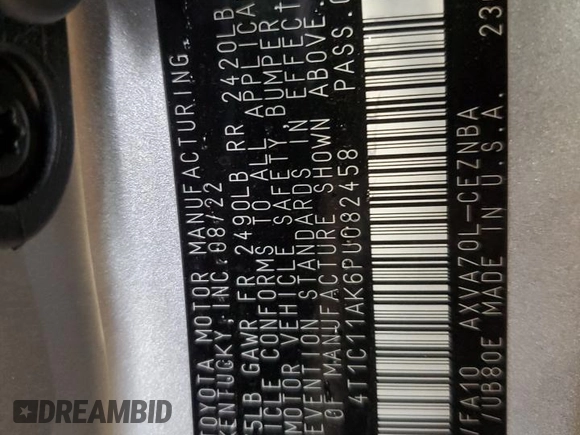 TOYOTA MOTOR MANUFACTURING,
KENTUCKY, INC. 08/22
5LB GAWR FR 2490LB RR 2420LB
ICLE CONFORMS TO ALL APPLICA
MOTOR VEHICLE SAFETY, BUMPER,
EVENTION STANDARDS IN EFFECT
OF MANUFACTURE SHOWN ABOVE.
4T1C11AK6PU082458 PASS.C
FA10 AXVA70L-CEZNBA
/UB80E MADE IN U.S.A. 230
DREAMBID